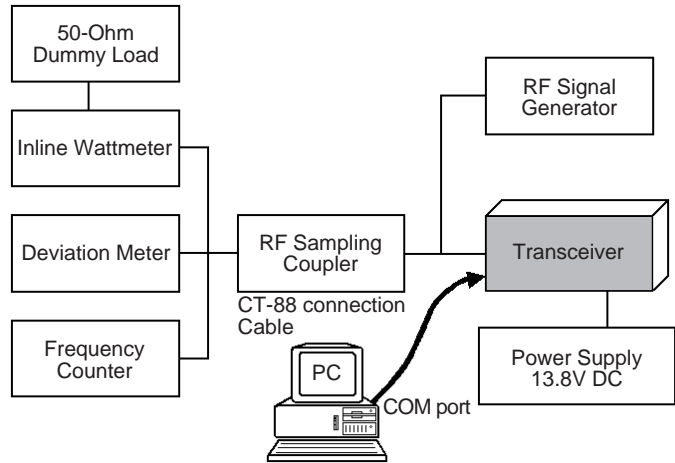 50-Ohm
Dummy Load
RF Signal
Generator
Inline Wattmeter
Deviation Meter
RF Sampling
Coupler
Transceiver
CT-88 connection
Cable
Frequency
Counter
PC
COM port
Power Supply
13.8V DC